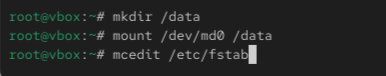 root@vbox:~# mkdir /data
root@vbox:~# mount /dev/md0 /data
root@vbox:~# mcedit /etc/fstab